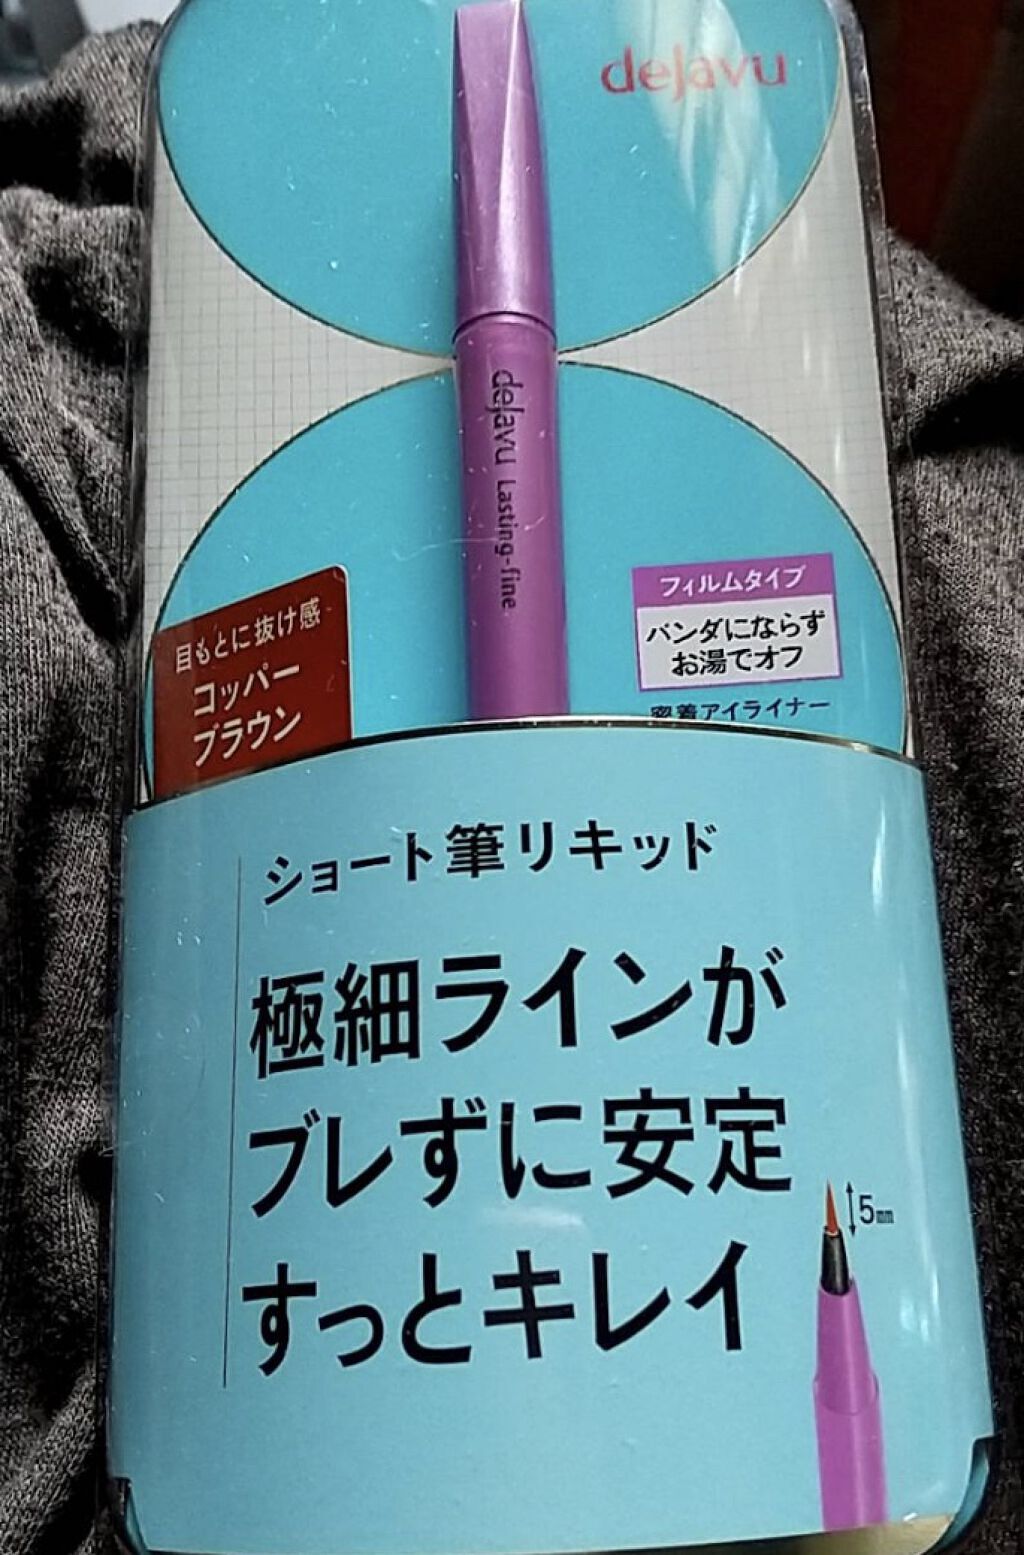 dejavu
dejavu Lasting-fine
フィルムタイプ
パンダにならず
お湯でオフ
密着アイライナー
目もとに抜け感
コッパー
ブラウン
ショート筆リキッド
極細ラインが
ブレずに安定
すっとキレイ
5mm